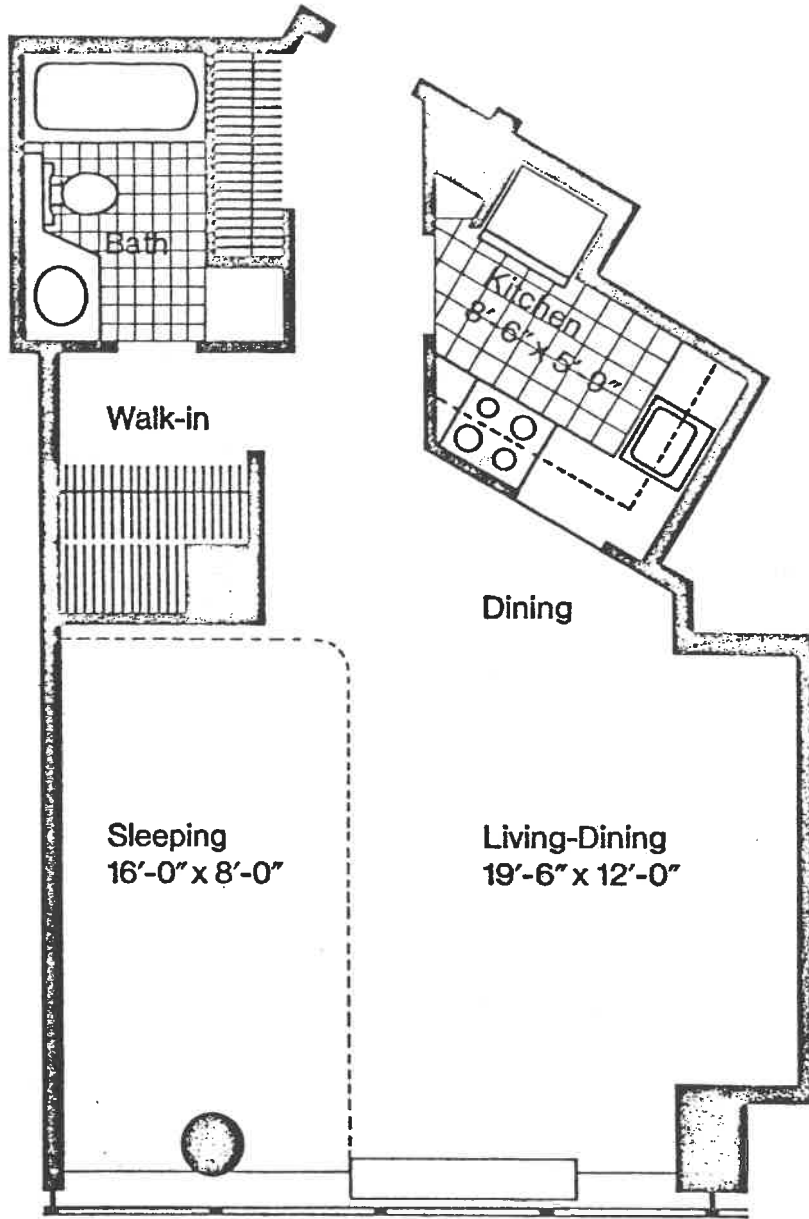 Bath
Kitchen
8'-6" x 5'-0"
Walk-in
Dining
Sleeping
16'-0" x 8'-0"
Living-Dining
19'-6" x 12'-0"